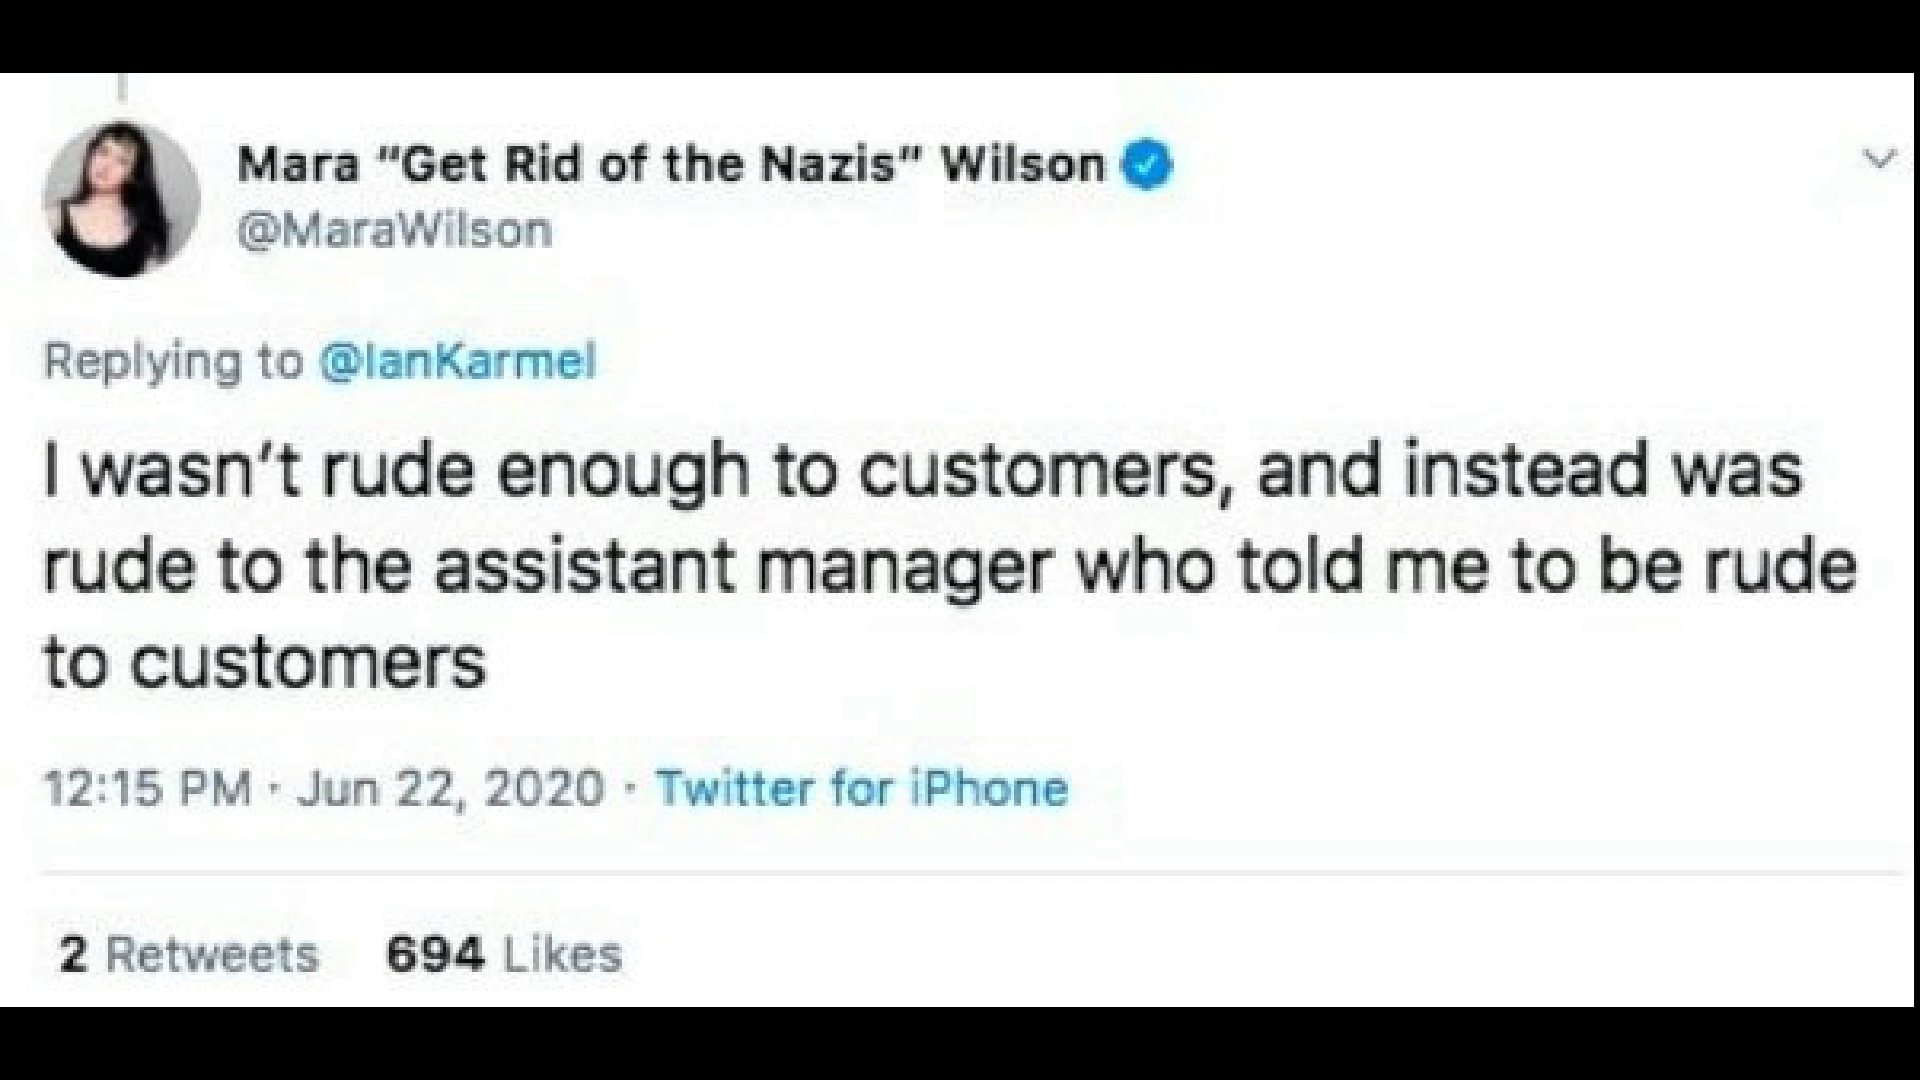 Mara “Get Rid of the Nazis” Wilson
@MaraWilson
Replying to @IanKarmel
I wasn’t rude enough to customers, and instead was
rude to the assistant manager who told me to be rude
to customers
12:15 PM · Jun 22, 2020 · Twitter for iPhone
2 Retweets 694 Likes